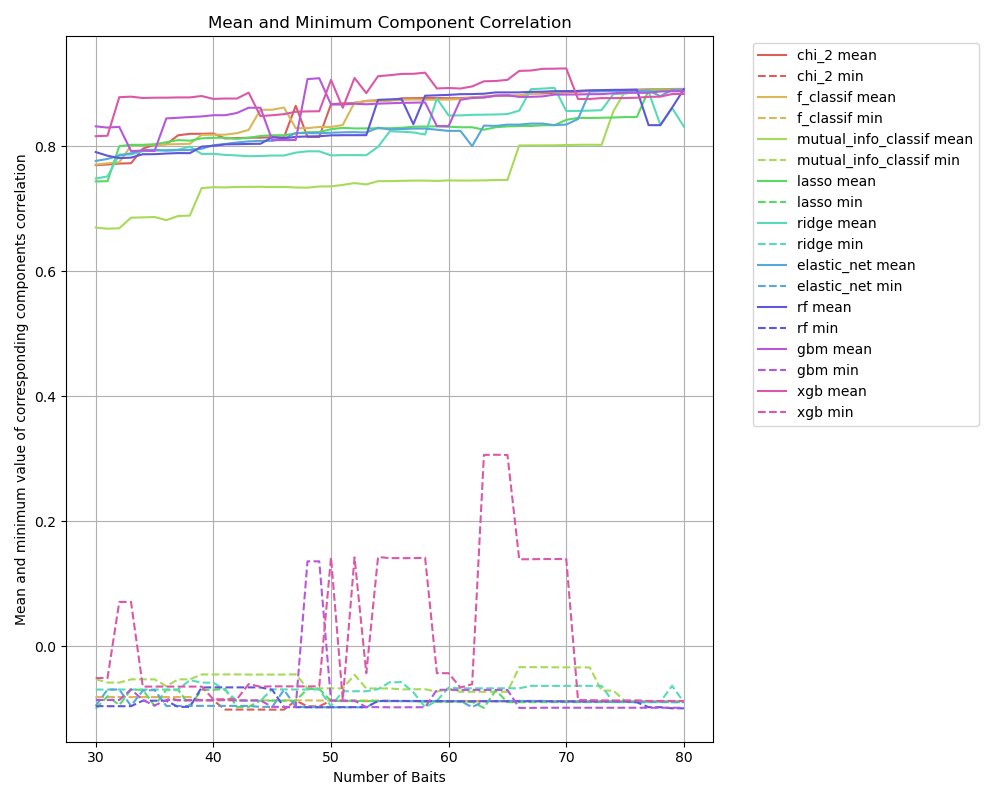 Mean and Minimum Component Correlation
Mean and minimum value of corresponding components correlation
0.8
0.6
0.4
0.2
0.0
30 40 50 60 70 80
Number of Baits
chi_2 mean
chi_2 min
f_classif mean
f_classif min
mutual_info_classif mean
mutual_info_classif min
lasso mean
lasso min
ridge mean
ridge min
elastic_net mean
elastic_net min
rf mean
rf min
gbm mean
gbm min
xgb mean
xgb min